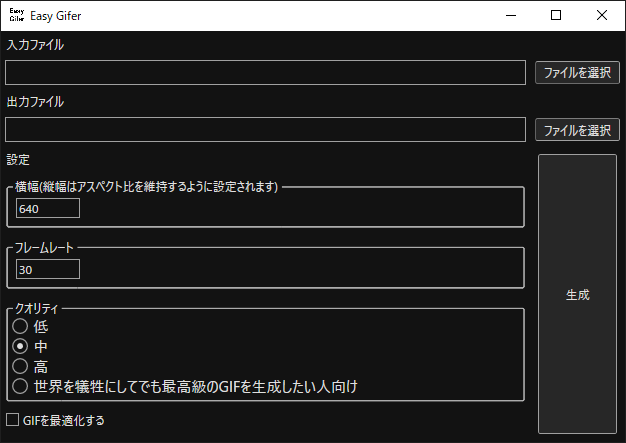 Easy Gifer
Easy Gifer
入力ファイル
ファイルを選択
出力ファイル
ファイルを選択
設定
横幅(縦幅はアスペクト比を維持するように設定されます)
640
フレームレート
30
生成
クオリティ
低
中
高
世界を犠牲にしてでも最高級のGIFを生成したい人向け
GIFを最適化する